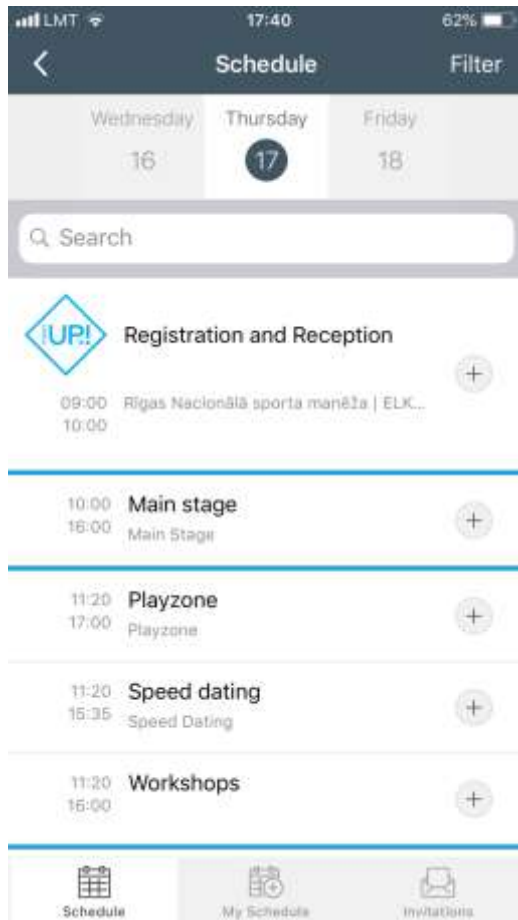 LMT 17:40 62%
Schedule Filter
Wednesday Thursday Friday
16 17 18
Search
UP!
Registration and Reception
09:00 Rīgas Nacionālā sporta manēža | ELK...
10:00
10:00 Main stage
16:00 Main Stage
11:20 Playzone
17:00 Playzone
11:20 Speed dating
15:35 Speed Dating
11:20 Workshops
16:00
Schedule My Schedule Invitations